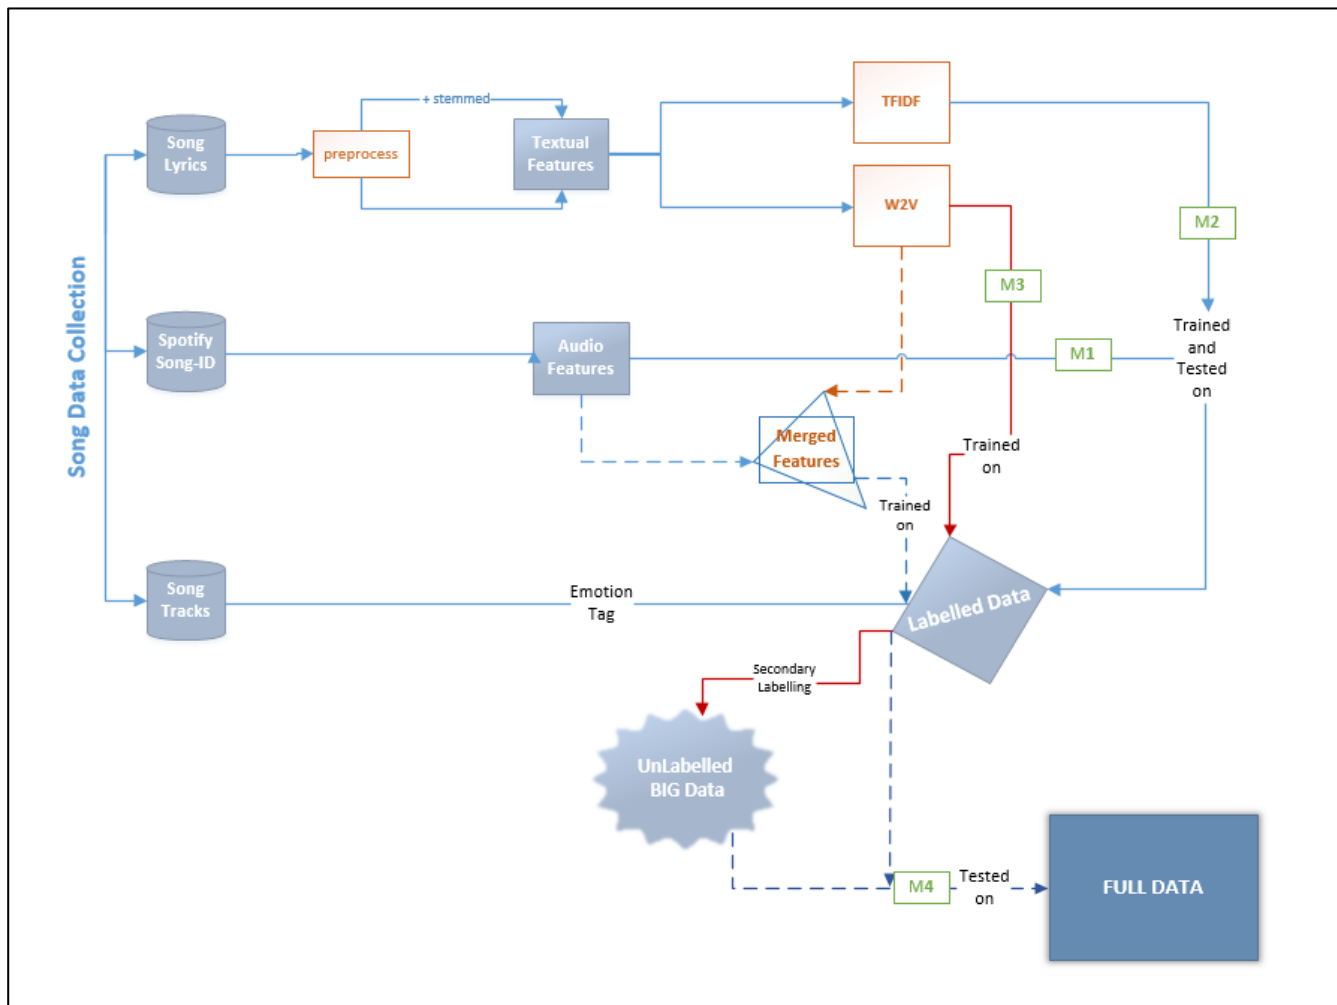 Song Data Collection
Song
Lyrics
preprocess
+ stemmed
Textual
Features
TFIDF
W2V
M2
M3
Spotify
Song-ID
Audio
Features
M1
Trained
and
Tested
on
Merged
Features
Trained
on
Trained
on
Song
Tracks
Emotion
Tag
Labelled Data
Secondary
Labelling
UnLabelled
BIG Data
M4
Tested
on
FULL DATA